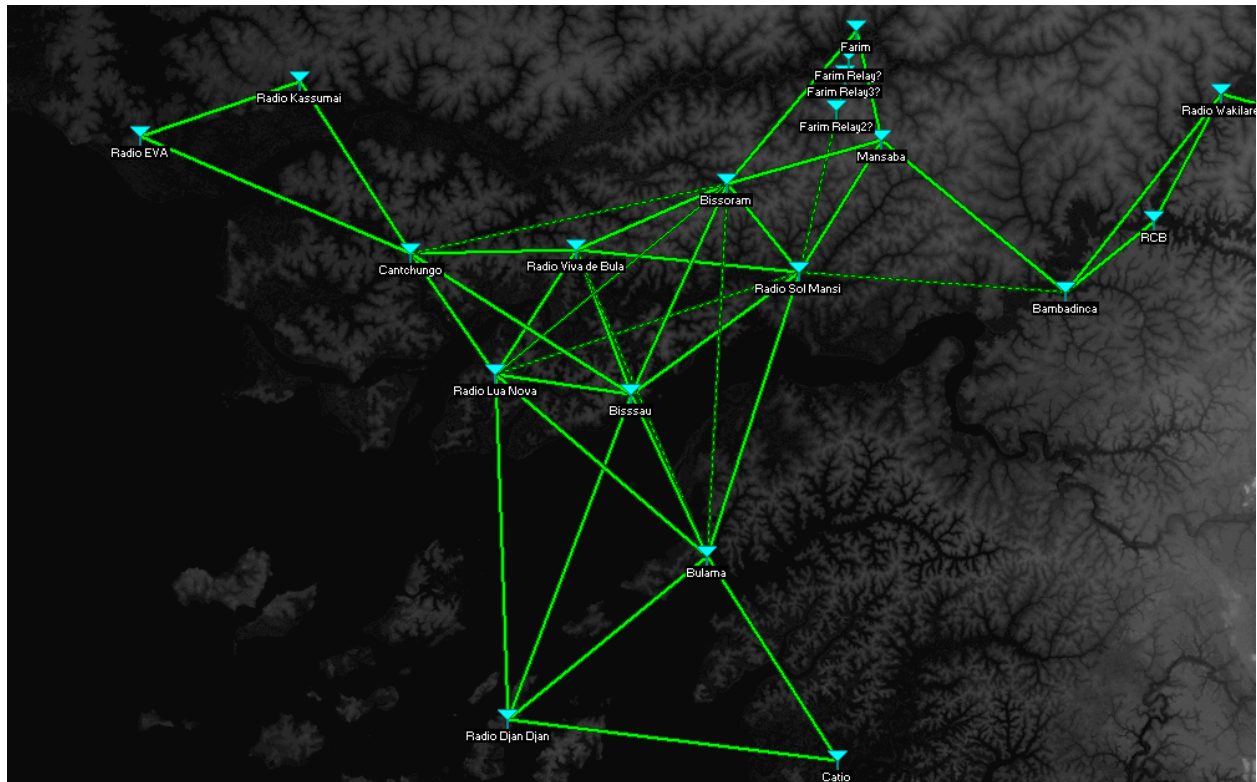 Farim
Farim Relay?
Radio Kassumai
Farim Relay3?
Radio Wakilare
Farim Relay2??
Radio EVA
Mansaba
Bissoram
RCB
Cantchungo
Radio Viva de Bula
Radio Sol Mansi
Bambadinca
Radio Lua Nova
Bisssau
Bulama
Radio Djan Djan
Catio